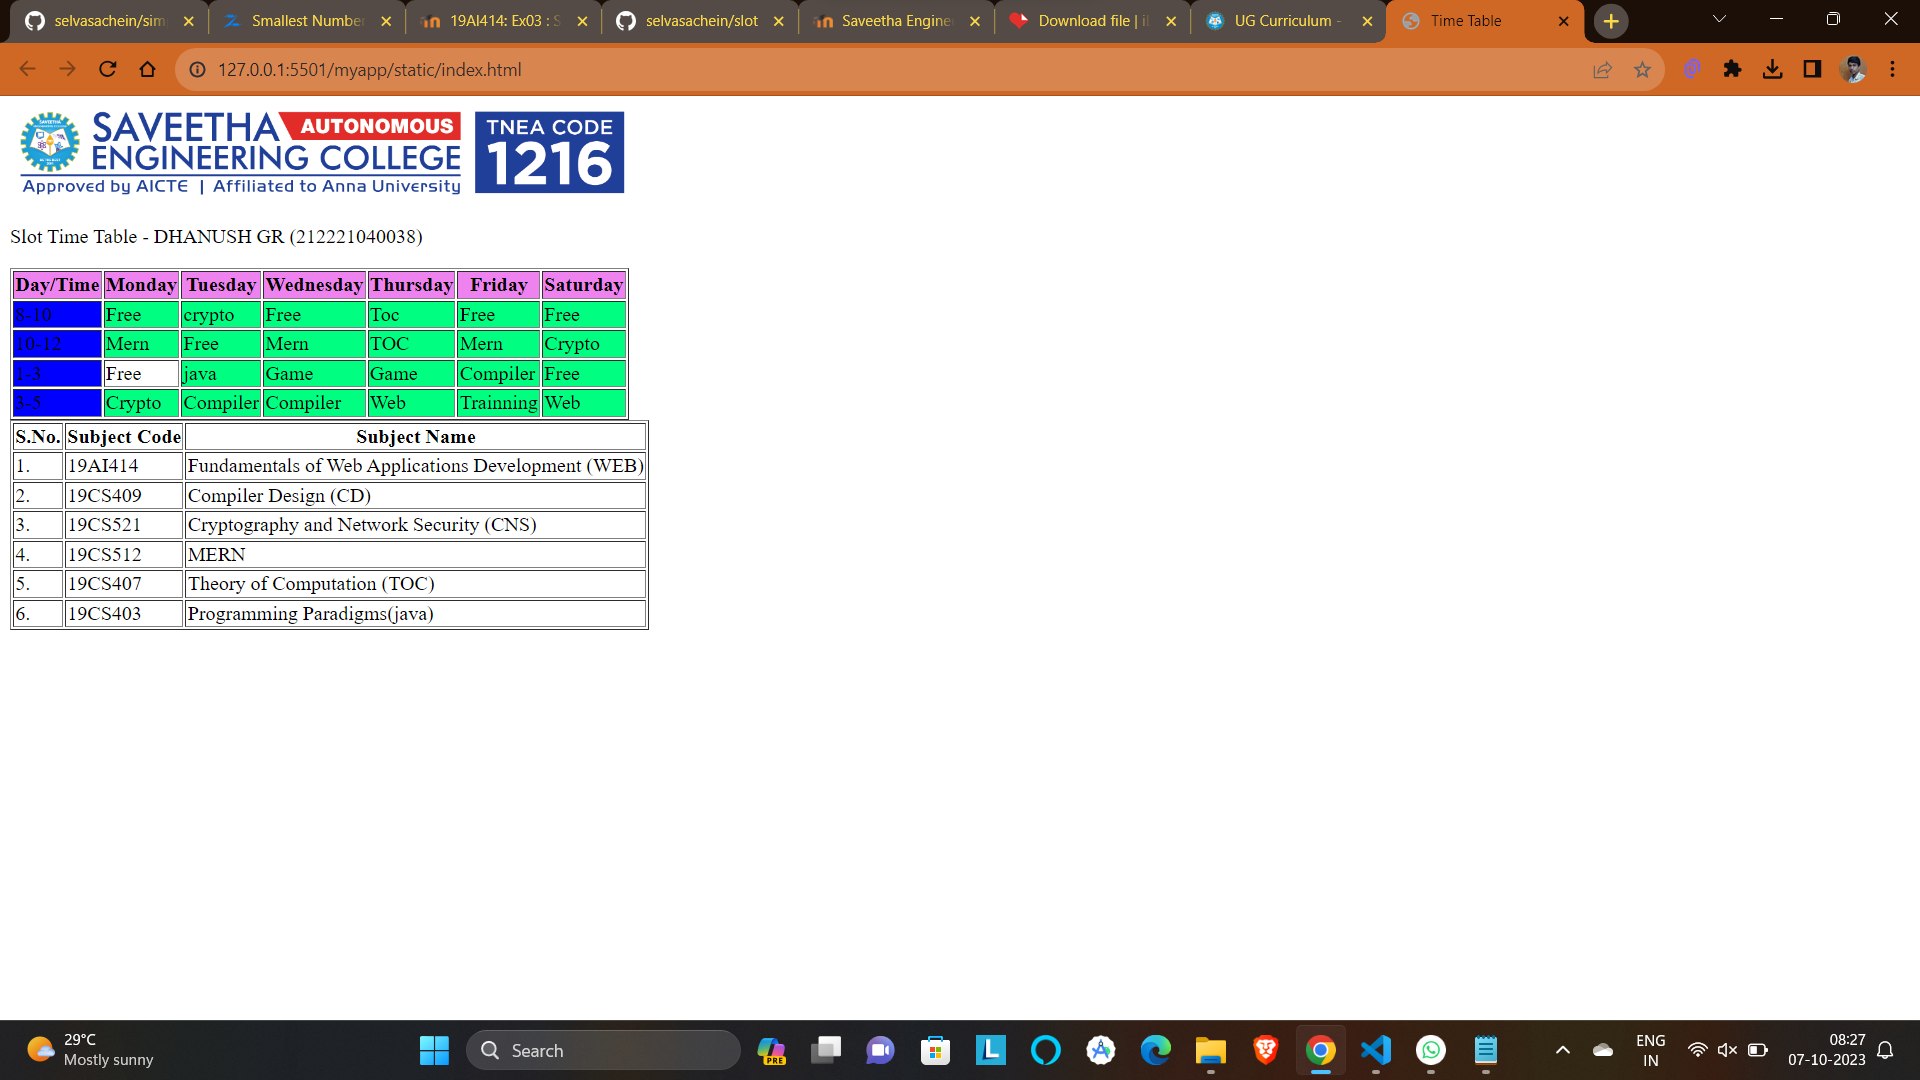 selvasachein/sim
Smallest Number
19AI414: Ex03 : S
selvasachein/slot
Saveetha Engine
Download file | il
UG Curriculum -
Time Table
127.0.0.1:5501/myapp/static/index.html
SAVEETHA AUTONOMOUS
ENGINEERING COLLEGE
Approved by AICTE | Affiliated to Anna University
TNEA CODE
1216
Slot Time Table - DHANUSH GR (212221040038)
Day/Time Monday Tuesday Wednesday Thursday Friday Saturday
8-10 Free crypto Free Toc Free Free
10-12 Mern Free Mern TOC Mern Crypto
1-3 Free java Game Game Compiler Free
3-5 Crypto Compiler Compiler Web Trainning Web
S.No. Subject Code Subject Name
1. 19AI414 Fundamentals of Web Applications Development (WEB)
2. 19CS409 Compiler Design (CD)
3. 19CS521 Cryptography and Network Security (CNS)
4. 19CS512 MERN
5. 19CS407 Theory of Computation (TOC)
6. 19CS403 Programming Paradigms(java)
29°C
Mostly sunny
Search
PRE
ENG
IN
08:27
07-10-2023